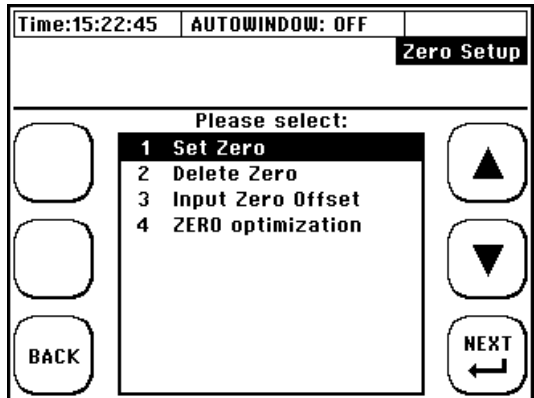 Time:15:22:45 AUTOWINDOW: OFF
Zero Setup
Please select:
1 Set Zero
2 Delete Zero
3 Input Zero Offset
4 ZERO optimization
BACK
NEXT